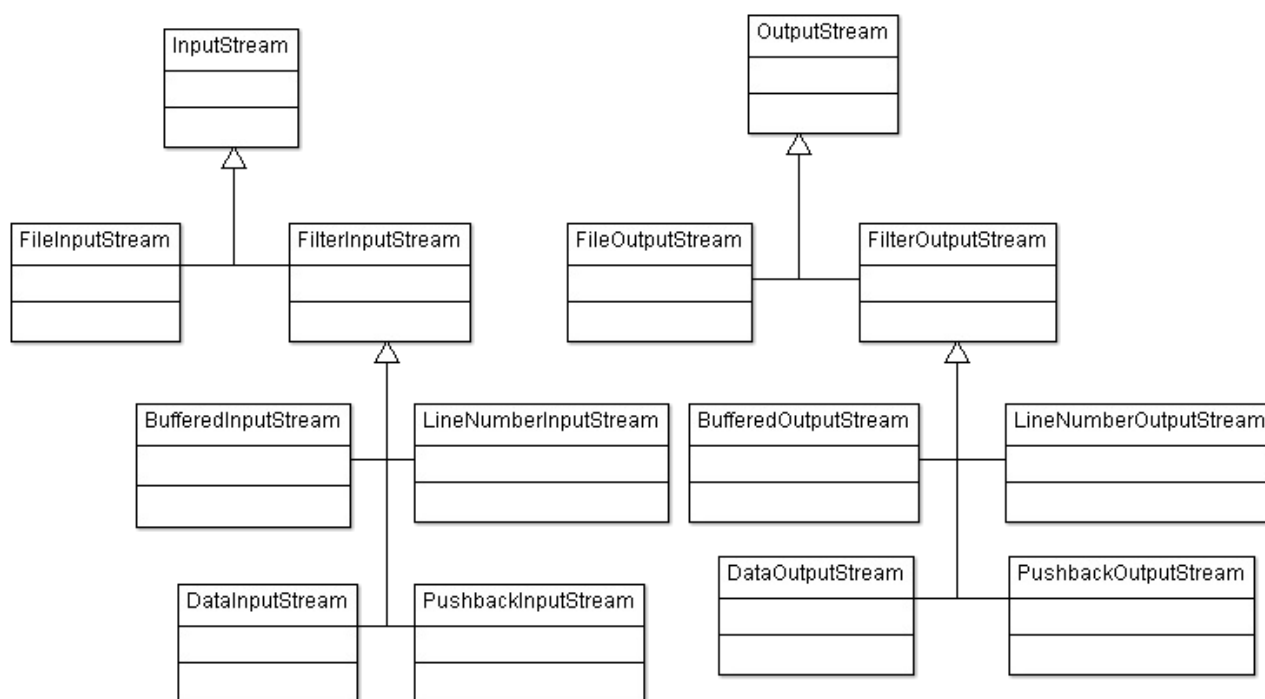 InputStream
OutputStream
FileInputStream
FilterInputStream
FileOutputStream
FilterOutputStream
BufferedInputStream
LineNumberInputStream
BufferedOutputStream
LineNumberOutputStream
DataInputStream
PushbackInputStream
DataOutputStream
PushbackOutputStream